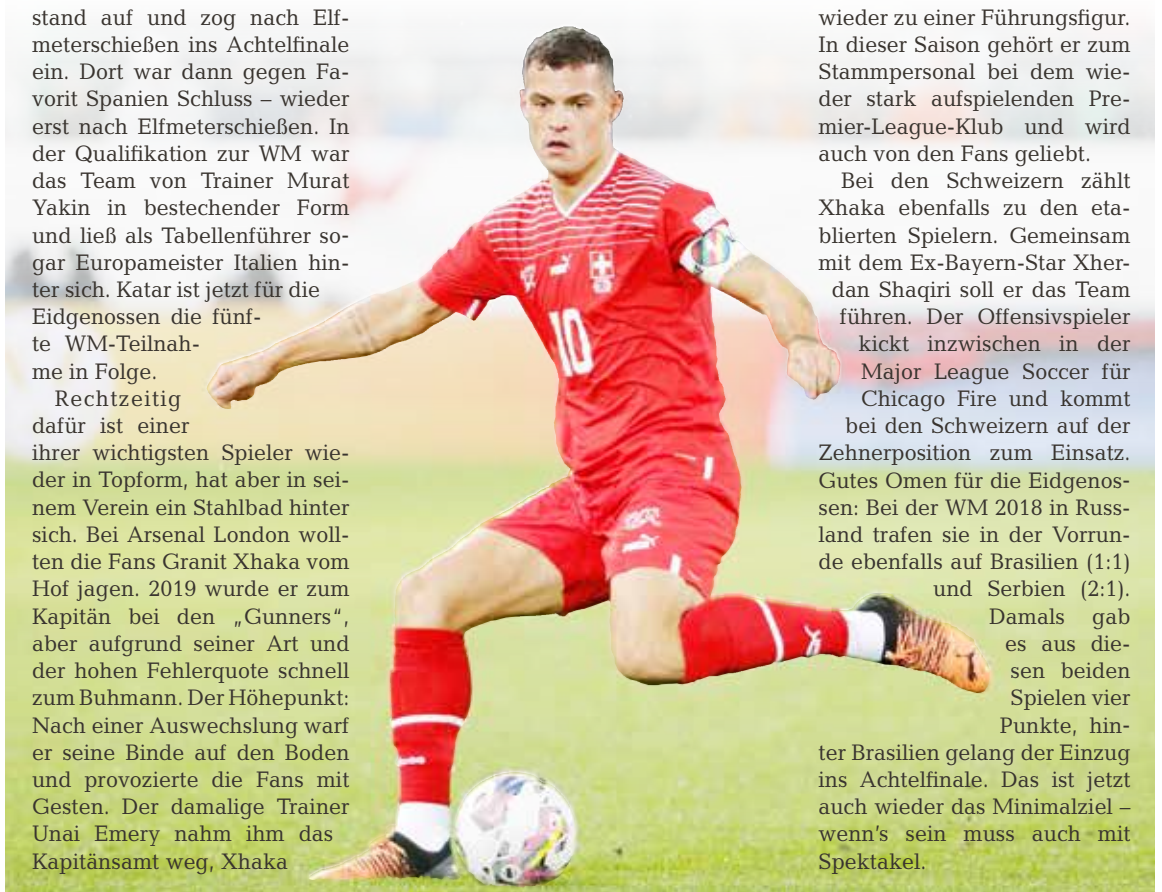 stand auf und zog nach Elf-
meterschießen ins Achtelfinale
ein. Dort war dann gegen Fa-
vorit Spanien Schluss – wieder
erst nach Elfmeterschießen. In
der Qualifikation zur WM war
das Team von Trainer Murat
Yakin in bestechender Form
und ließ als Tabellenführer so-
gar Europameister Italien hin-
ter sich. Katar ist jetzt für die
Eidgenossen die fünf-
te WM-Teilnah-
me in Folge.
Rechtzeitig
dafür ist einer
ihrer wichtigsten Spieler wie-
der in Topform, hat aber in sei-
nem Verein ein Stahlbad hinter
sich. Bei Arsenal London woll-
ten die Fans Granit Xhaka vom
Hof jagen. 2019 wurde er zum
Kapitän bei den „Gunners“,
aber aufgrund seiner Art und
der hohen Fehlerquote schnell
zum Buhmann. Der Höhepunkt:
Nach einer Auswechslung warf
er seine Binde auf den Boden
und provozierte die Fans mit
Gesten. Der damalige Trainer
Unai Emery nahm ihm das
Kapitänsamt weg, Xhaka
10
wieder zu einer Führungsfigur.
In dieser Saison gehört er zum
Stammpersonal bei dem wie-
der stark aufspielenden Pre-
mier-League-Klub und wird
auch von den Fans geliebt.
Bei den Schweizern zählt
Xhaka ebenfalls zu den eta-
blierten Spielern. Gemeinsam
mit dem Ex-Bayern-Star Xher-
dan Shaqiri soll er das Team
führen. Der Offensivspieler
kickt inzwischen in der
Major League Soccer für
Chicago Fire und kommt
bei den Schweizern auf der
Zehnerposition zum Einsatz.
Gutes Omen für die Eidgenos-
sen: Bei der WM 2018 in Russ-
land trafen sie in der Vorrun-
de ebenfalls auf Brasilien (1:1)
und Serbien (2:1).
Damals gab
es aus die-
sen beiden
Spielen vier
Punkte, hin-
ter Brasilien gelang der Einzug
ins Achtelfinale. Das ist jetzt
auch wieder das Minimalziel –
wenn's sein muss auch mit
Spektakel.